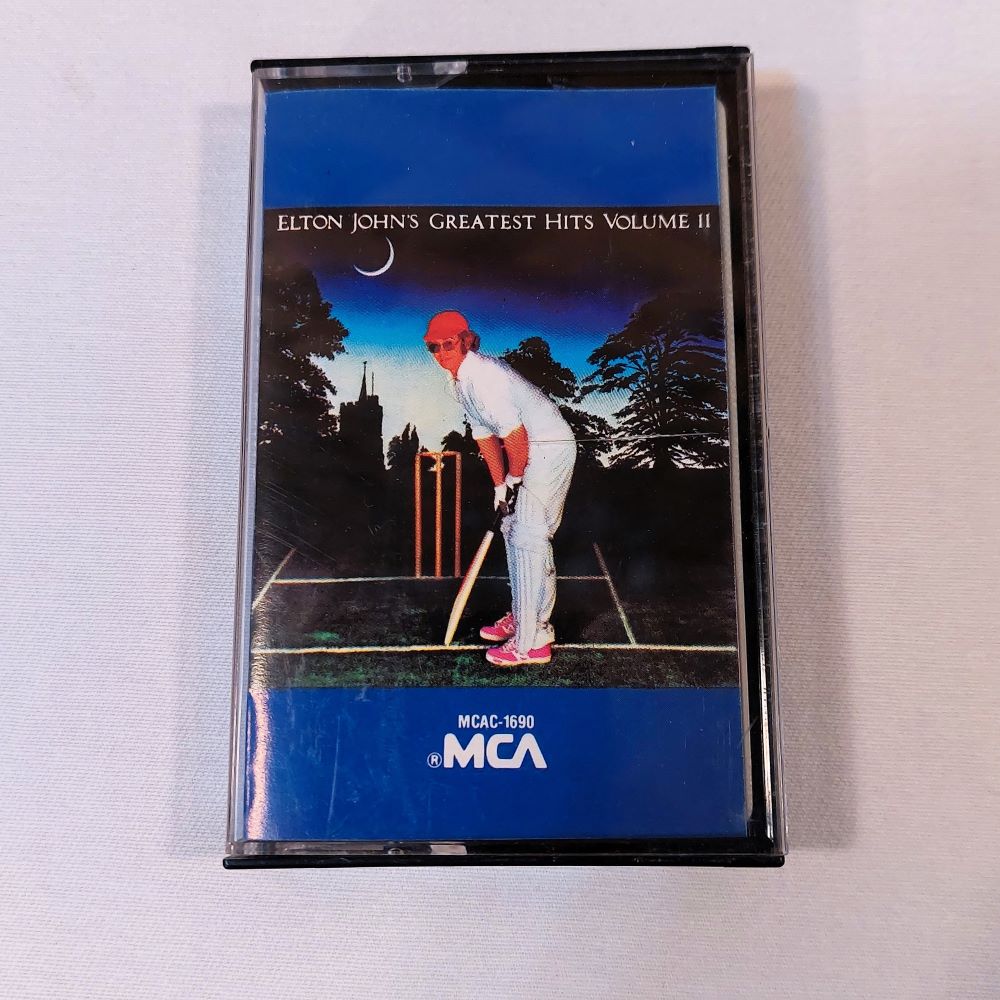 ELTON JOHN'S GREATEST HITS VOLUME II
MCAC-1690
® MCA